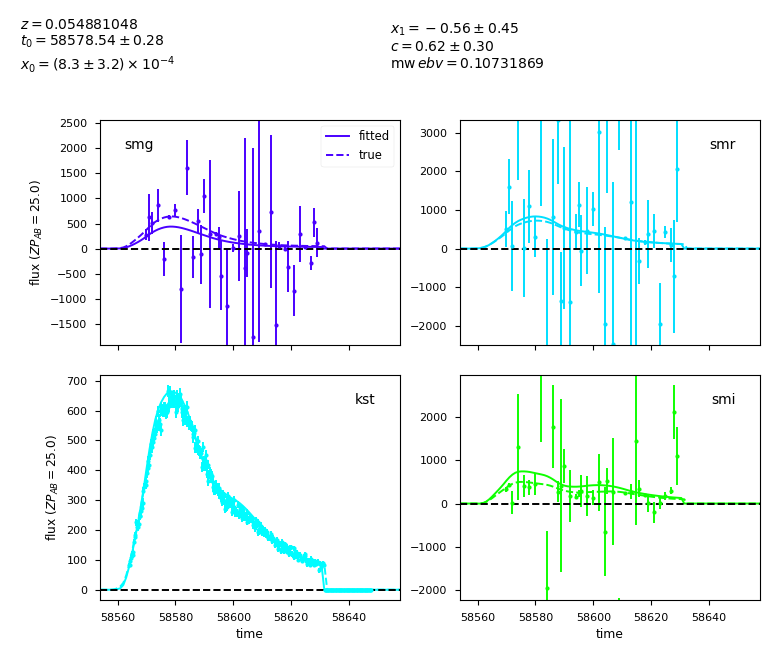 z = 0.054881048
t₀ = 58578.54 ± 0.28
x₀ = (8.3 ± 3.2) × 10⁻⁴
x₁ = −0.56 ± 0.45
c = 0.62 ± 0.30
mw ebv = 0.10731869
smg
fitted
true
2500
2000
1500
1000
500
0
−500
−1000
−1500
flux (ZP_AB = 25.0)
smr
3000
2000
1000
0
−1000
−2000
kst
700
600
500
400
300
200
100
0
flux (ZP_AB = 25.0)
58560 58580 58600 58620 58640
time
smi
2000
1000
0
−1000
−2000
58560 58580 58600 58620 58640
time